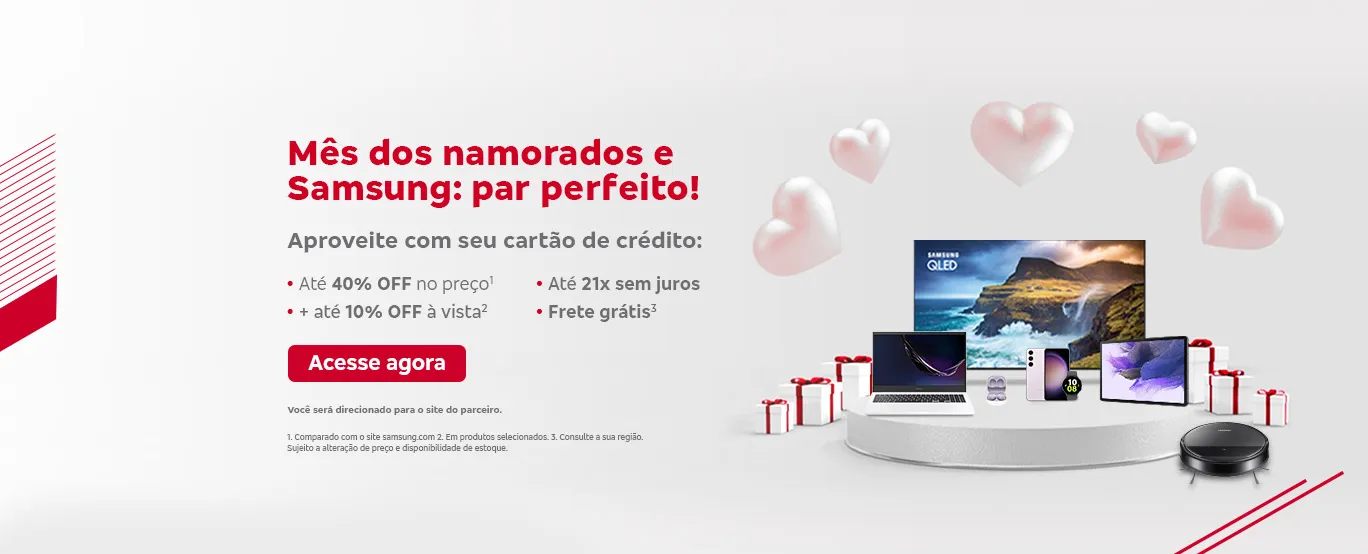 Mês dos namorados e
Samsung: par perfeito!
Aproveite com seu cartão de crédito:
• Até 40% OFF no preço¹
• + até 10% OFF à vista²
• Até 21x sem juros
• Frete grátis³
Acesse agora
Você será direcionado para o site do parceiro.
1. Comparado com o site samsung.com 2. Em produtos selecionados. 3. Consulte a sua região.
Sujeito a alteração de preço e disponibilidade de estoque.
SAMSUNG
QLED
10
08